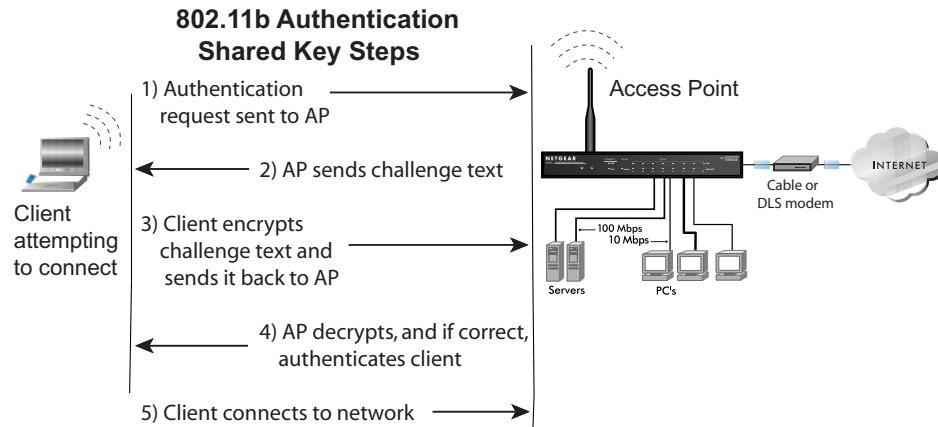 802.11b Authentication
Shared Key Steps
1) Authentication
request sent to AP
Access Point
NETGEAR
2) AP sends challenge text
INTERNET
Cable or
DLS modem
Client
attempting
to connect
3) Client encrypts
challenge text and
sends it back to AP
100 Mbps
10 Mbps
Servers
PC's
4) AP decrypts, and if correct,
authenticates client
5) Client connects to network